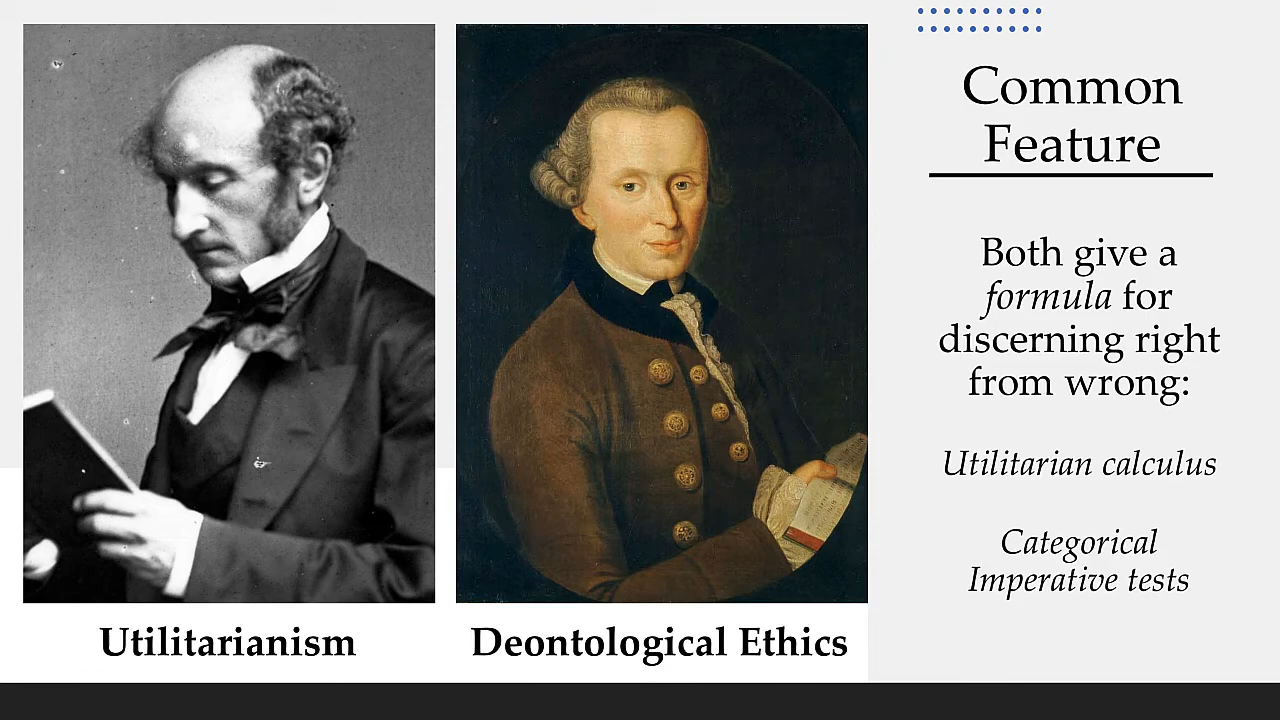 Common
Feature
Both give a
formula for
discerning right
from wrong:
Utilitarian calculus
Categorical
Imperative tests
Utilitarianism
Deontological Ethics